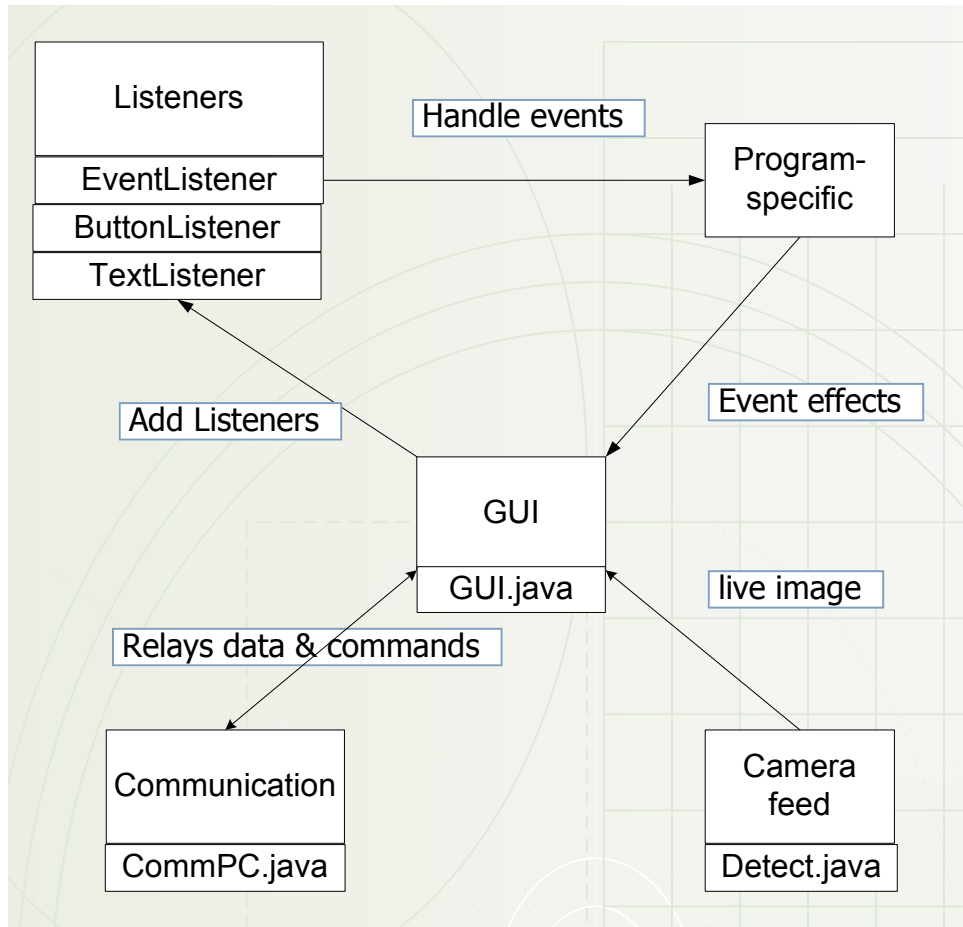 Listeners
EventListener
ButtonListener
TextListener
Handle events
Program-
specific
Add Listeners
Event effects
GUI
GUI.java
live image
Relays data & commands
Communication
CommPC.java
Camera
feed
Detect.java